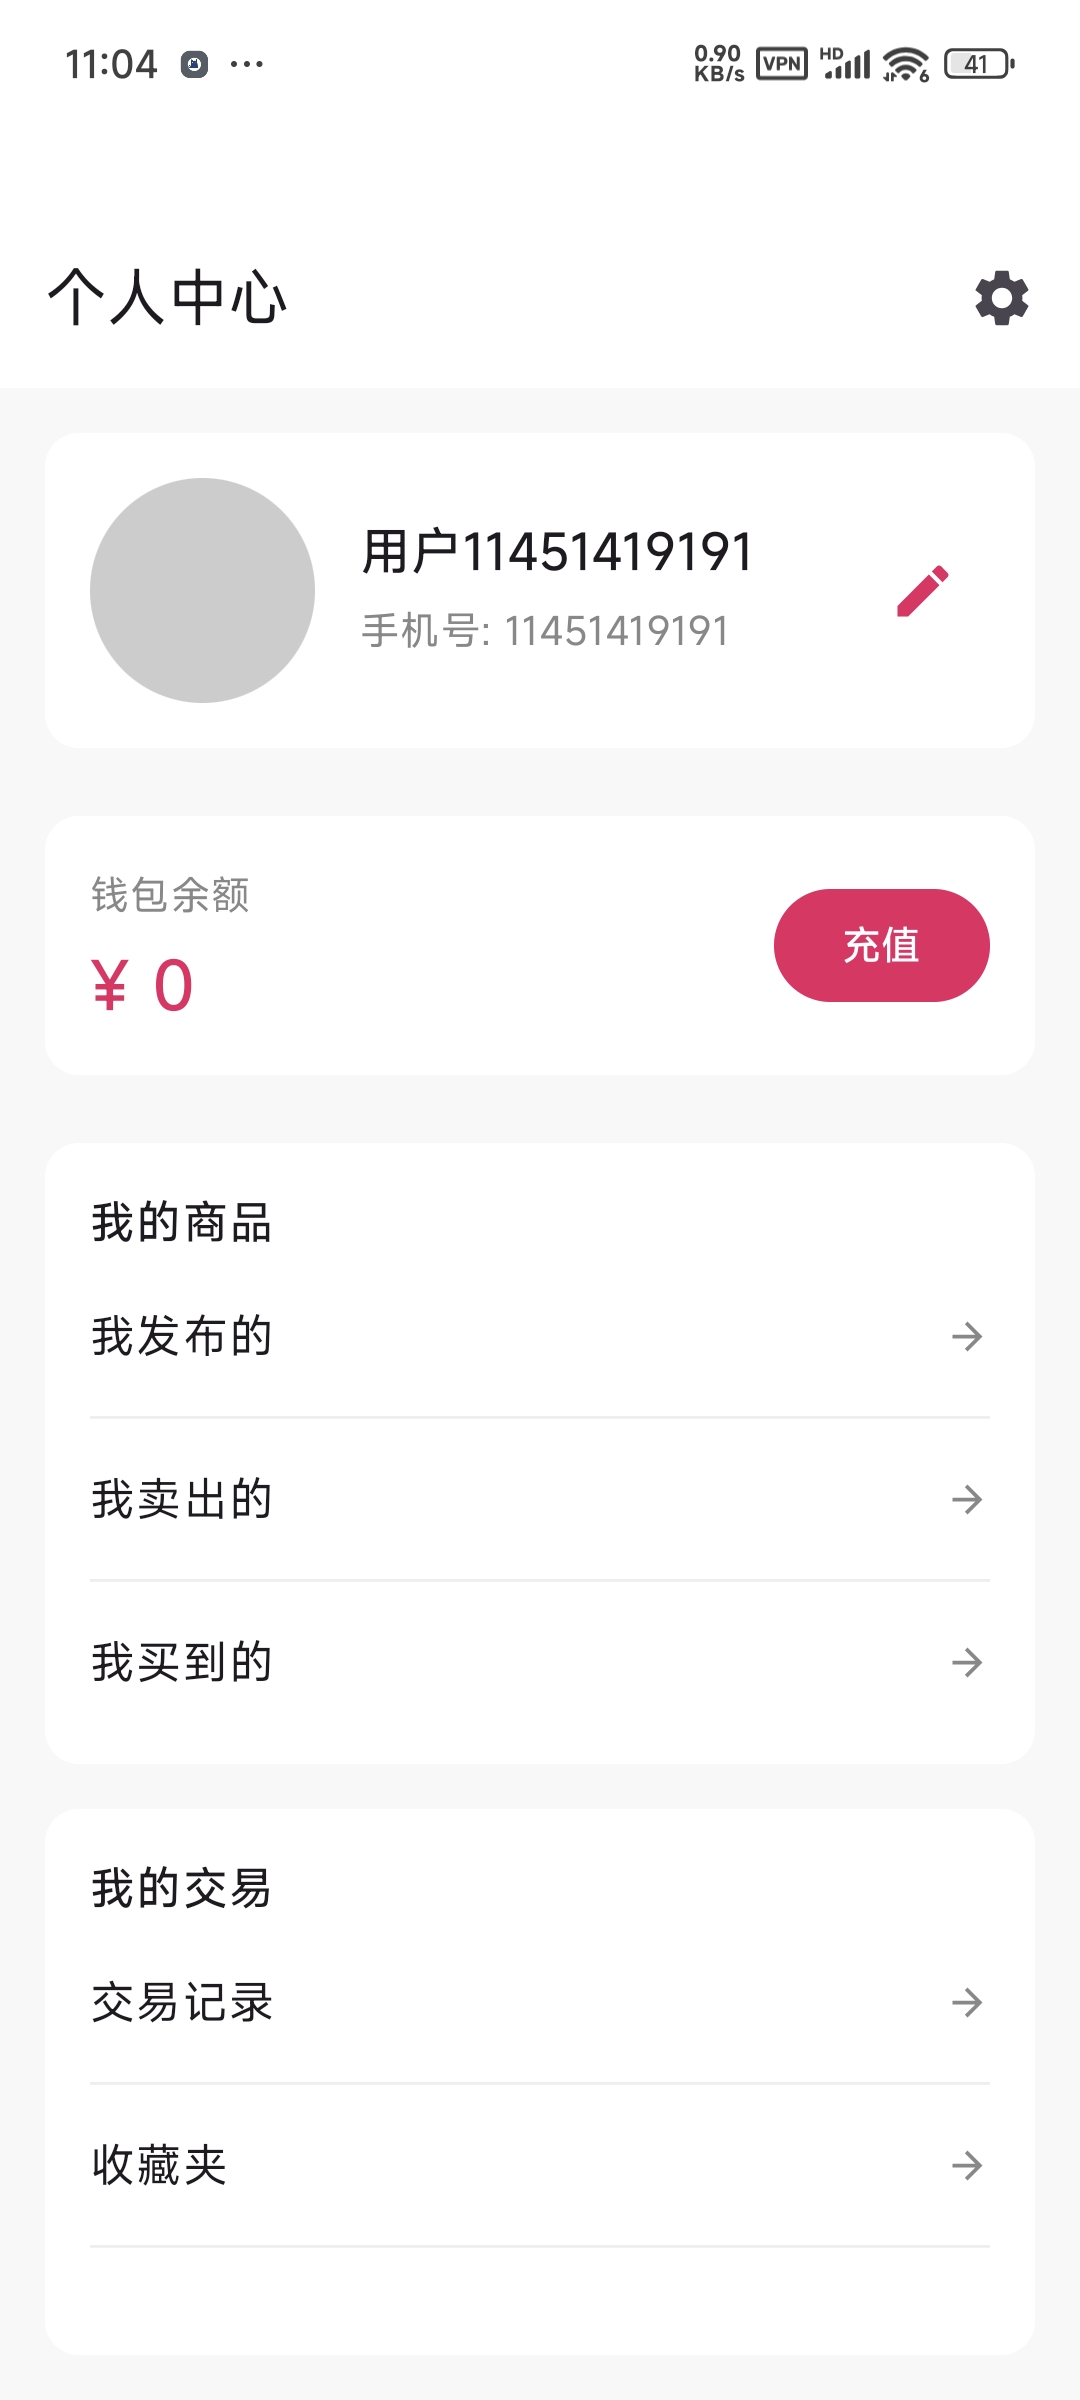 11:04 ... 0.90 KB/s VPN HD 6 41
个人中心
用户11451419191
手机号: 11451419191
钱包余额
¥ 0
充值
我的商品
我发布的
我卖出的
我买到的
我的交易
交易记录
收藏夹